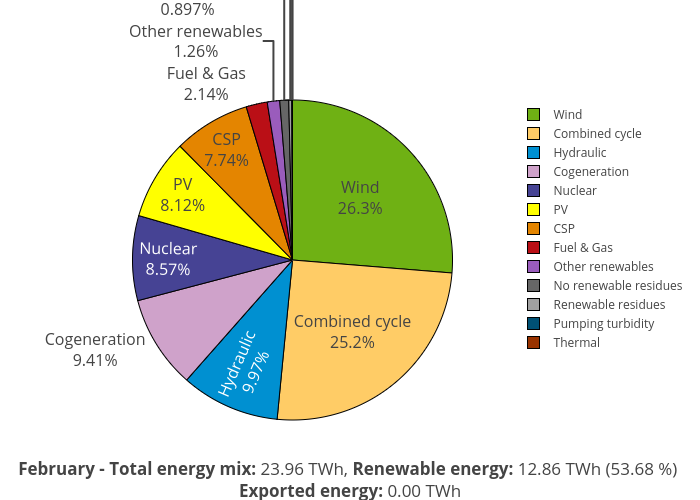 0.897%
Other renewables
1.26%
Fuel & Gas
2.14%
CSP
7.74%
PV
8.12%
Nuclear
8.57%
Cogeneration
9.41%
Hydraulic
9.97%
Combined cycle
25.2%
Wind
26.3%
Wind
Combined cycle
Hydraulic
Cogeneration
Nuclear
PV
CSP
Fuel & Gas
Other renewables
No renewable residues
Renewable residues
Pumping turbidity
Thermal
February - Total energy mix: 23.96 TWh, Renewable energy: 12.86 TWh (53.68 %)
Exported energy: 0.00 TWh